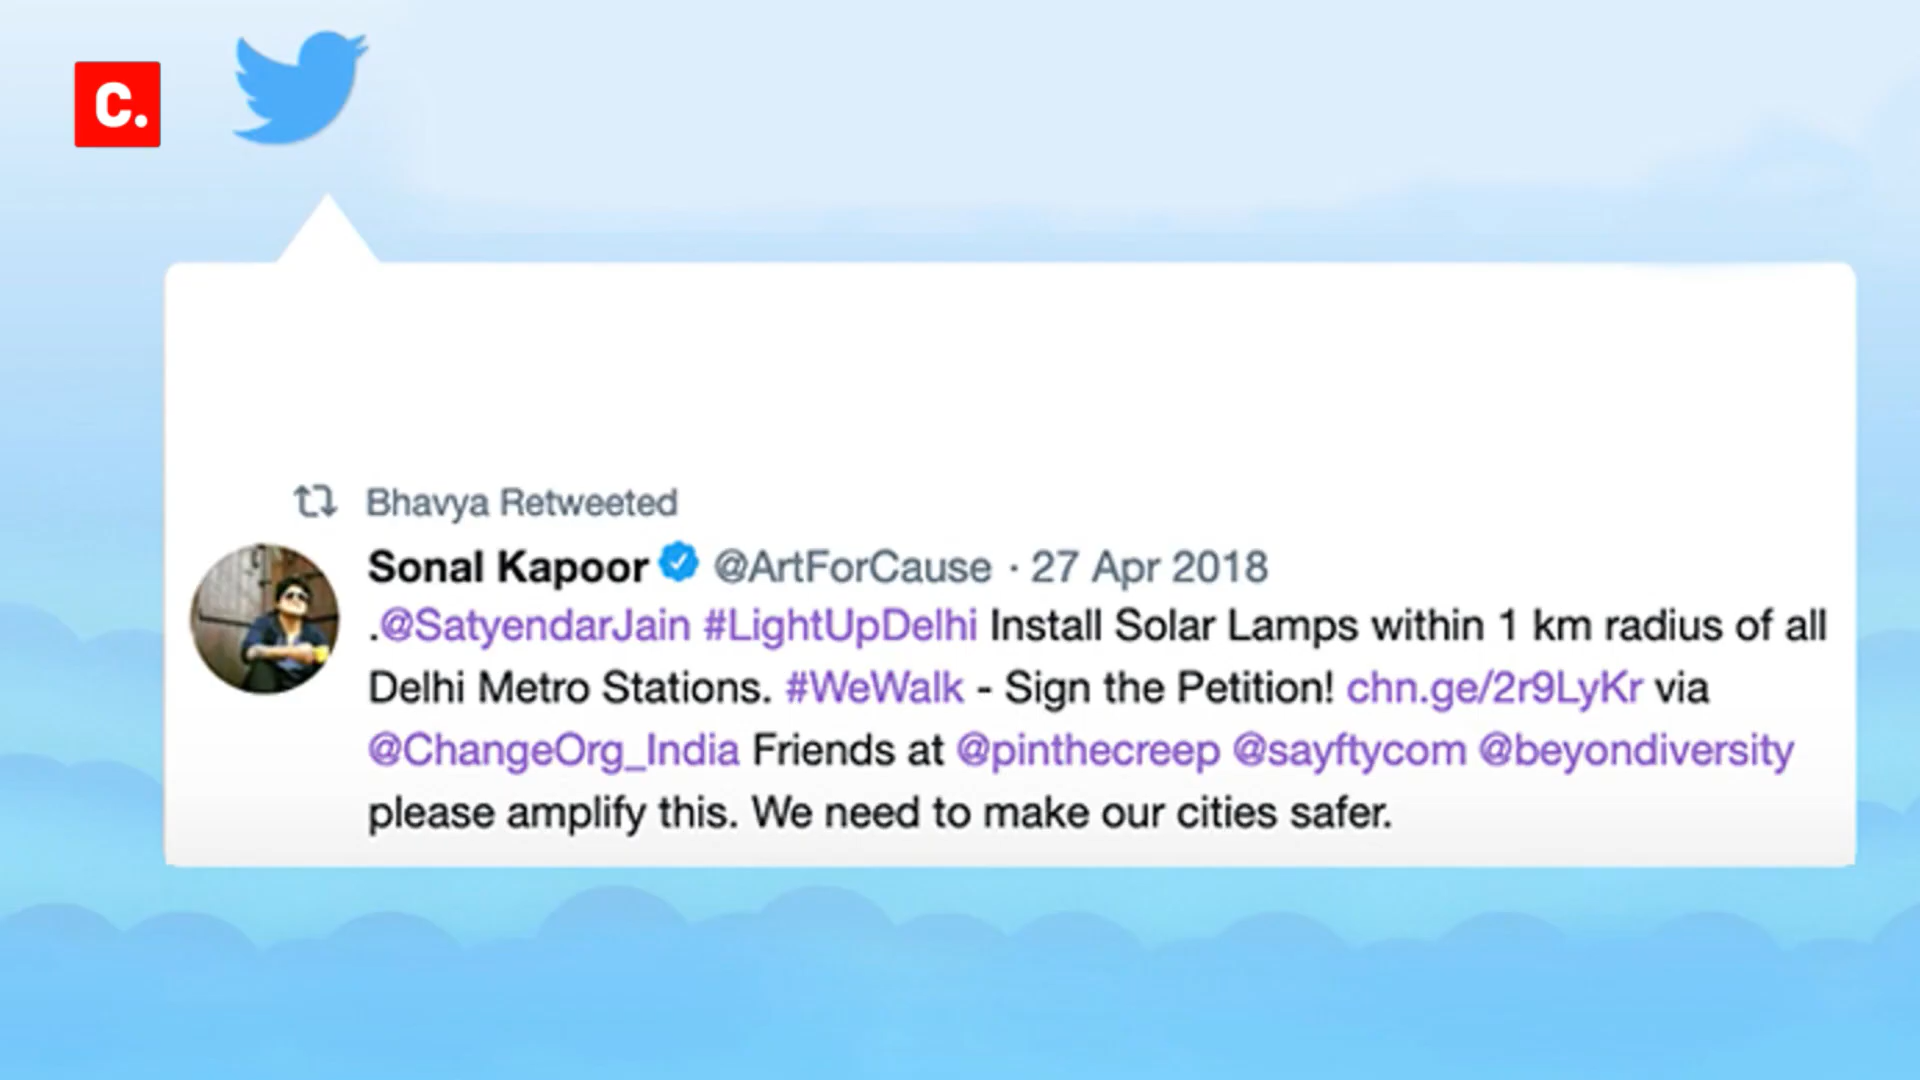 C.
Bhavya Retweeted
Sonal Kapoor @ArtForCause · 27 Apr 2018
.@SatyendarJain #LightUpDelhi Install Solar Lamps within 1 km radius of all
Delhi Metro Stations. #WeWalk - Sign the Petition! chn.ge/2r9LyKr via
@ChangeOrg_India Friends at @pinthecreep @sayftycom @beyondiversity
please amplify this. We need to make our cities safer.